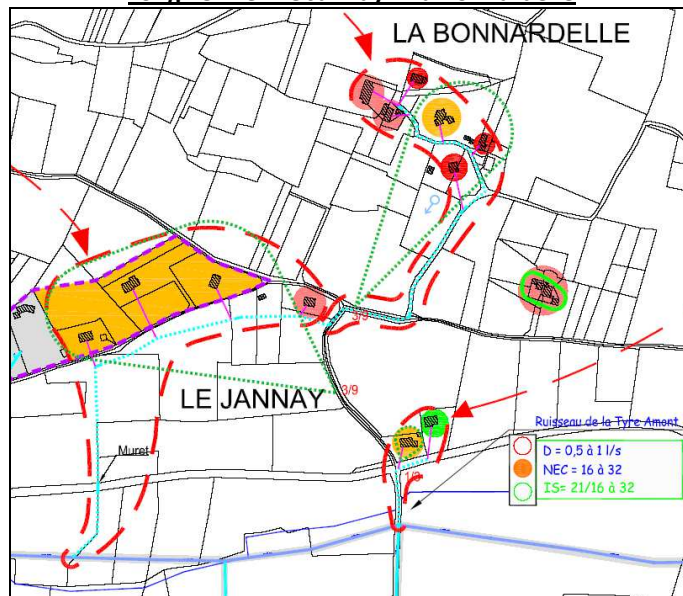 LA BONNARDELLE
3/9
3/9
LE JANNAY
Ruisseau de la Tyre Amont
Muret
D = 0,5 à 1 l/s
NEC = 16 à 32
IS= 21/16 à 32